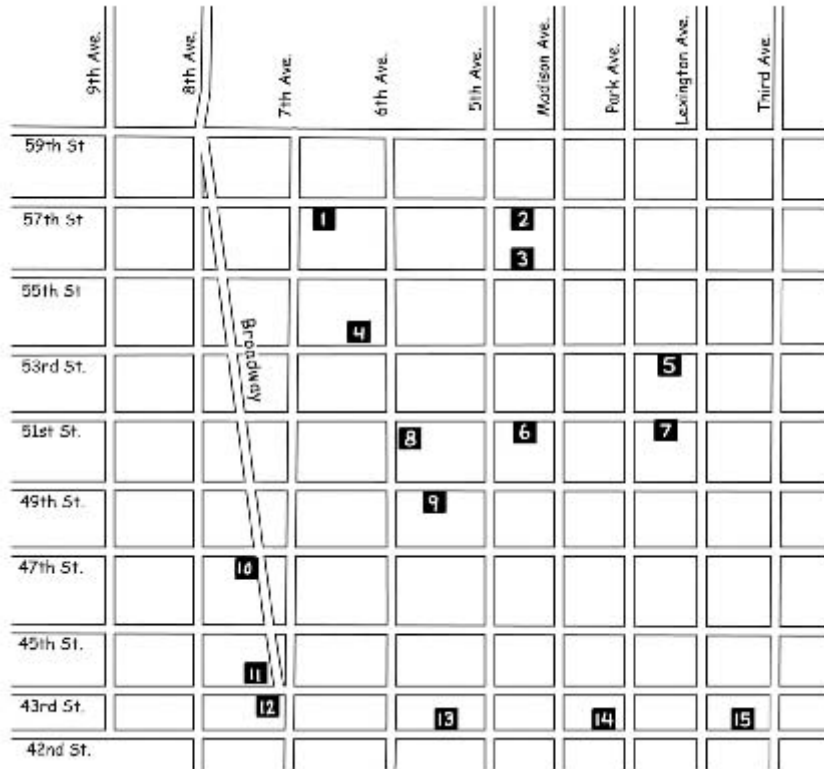 9th Ave.
8th Ave.
7th Ave.
6th Ave.
5th Ave.
Madison Ave.
Park Ave.
Lexington Ave.
Third Ave.
59th St
57th St
1
2
3
55th St
4
Broadway
53rd St.
5
51st St.
8
6
7
49th St.
9
47th St.
10
45th St.
11
43rd St.
12
13
14
15
42nd St.